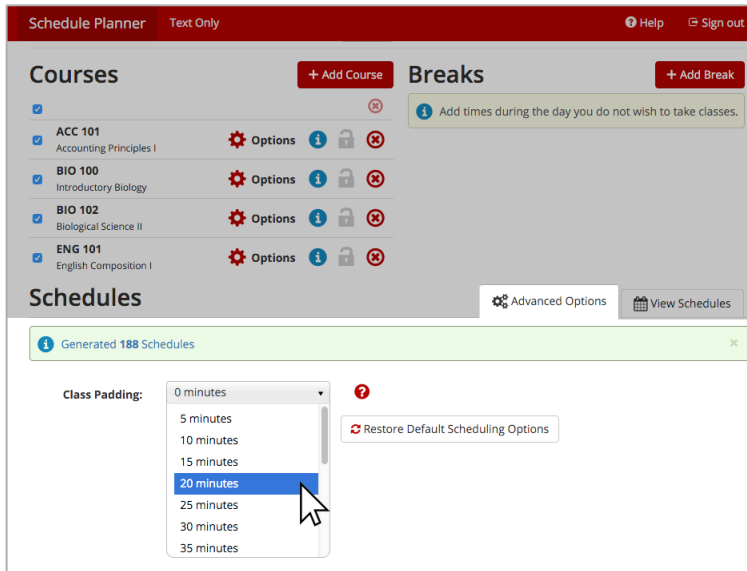 Schedule Planner Text Only Help Sign out
Courses + Add Course Breaks + Add Break
Add times during the day you do not wish to take classes.
ACC 101
Accounting Principles I
Options
BIO 100
Introductory Biology
Options
BIO 102
Biological Science II
Options
ENG 101
English Composition I
Options
Schedules Advanced Options View Schedules
Generated 188 Schedules
Class Padding: 0 minutes
Restore Default Scheduling Options
5 minutes
10 minutes
15 minutes
20 minutes
25 minutes
30 minutes
35 minutes